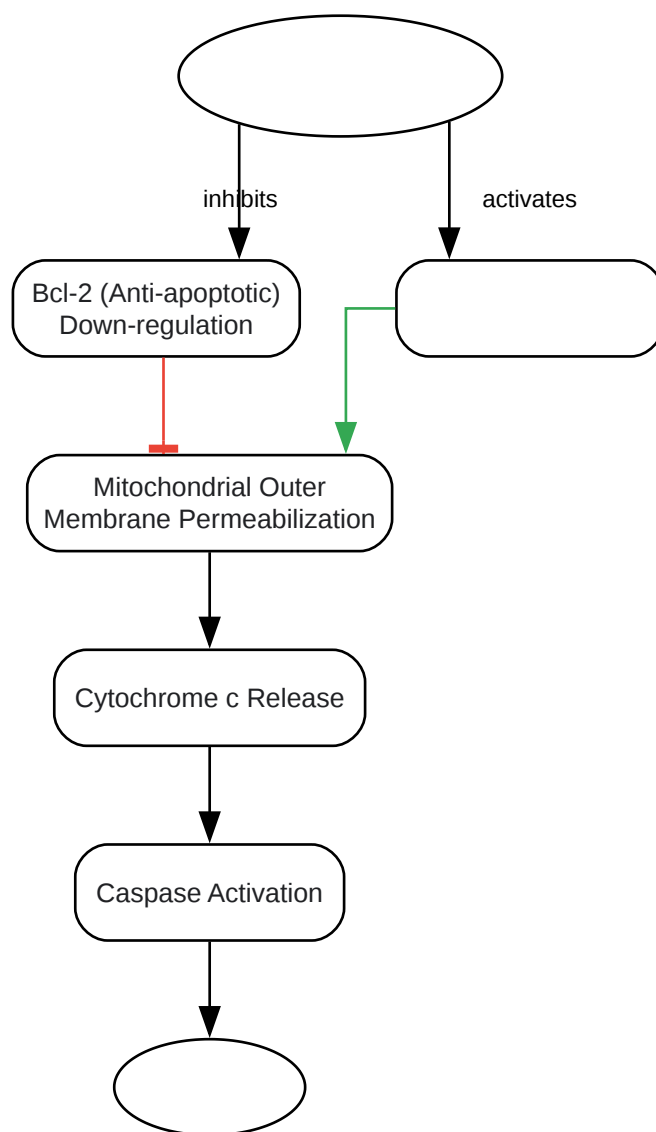 inhibits
activates
Bcl-2 (Anti-apoptotic)
Down-regulation
Mitochondrial Outer
Membrane Permeabilization
Cytochrome c Release
Caspase Activation